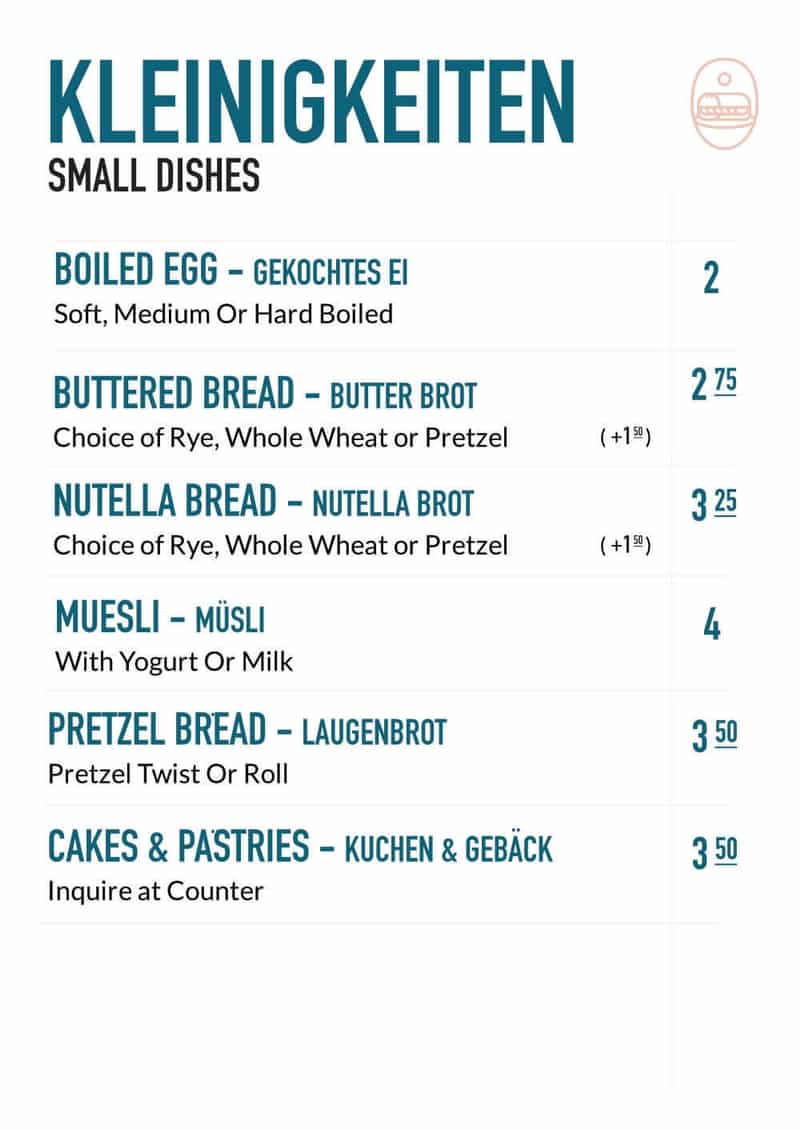 KLEINIGKEITEN
SMALL DISHES
BOILED EGG – GEKOCHTES EI 2
Soft, Medium Or Hard Boiled
BUTTERED BREAD – BUTTER BROT 2 75
Choice of Rye, Whole Wheat or Pretzel (+1 50)
NUTELLA BREAD – NUTELLA BROT 3 25
Choice of Rye, Whole Wheat or Pretzel (+1 50)
MUESLI – MÜSLI 4
With Yogurt Or Milk
PRETZEL BREAD – LAUGENBROT 3 50
Pretzel Twist Or Roll
CAKES & PASTRIES – KUCHEN & GEBÄCK 3 50
Inquire at Counter